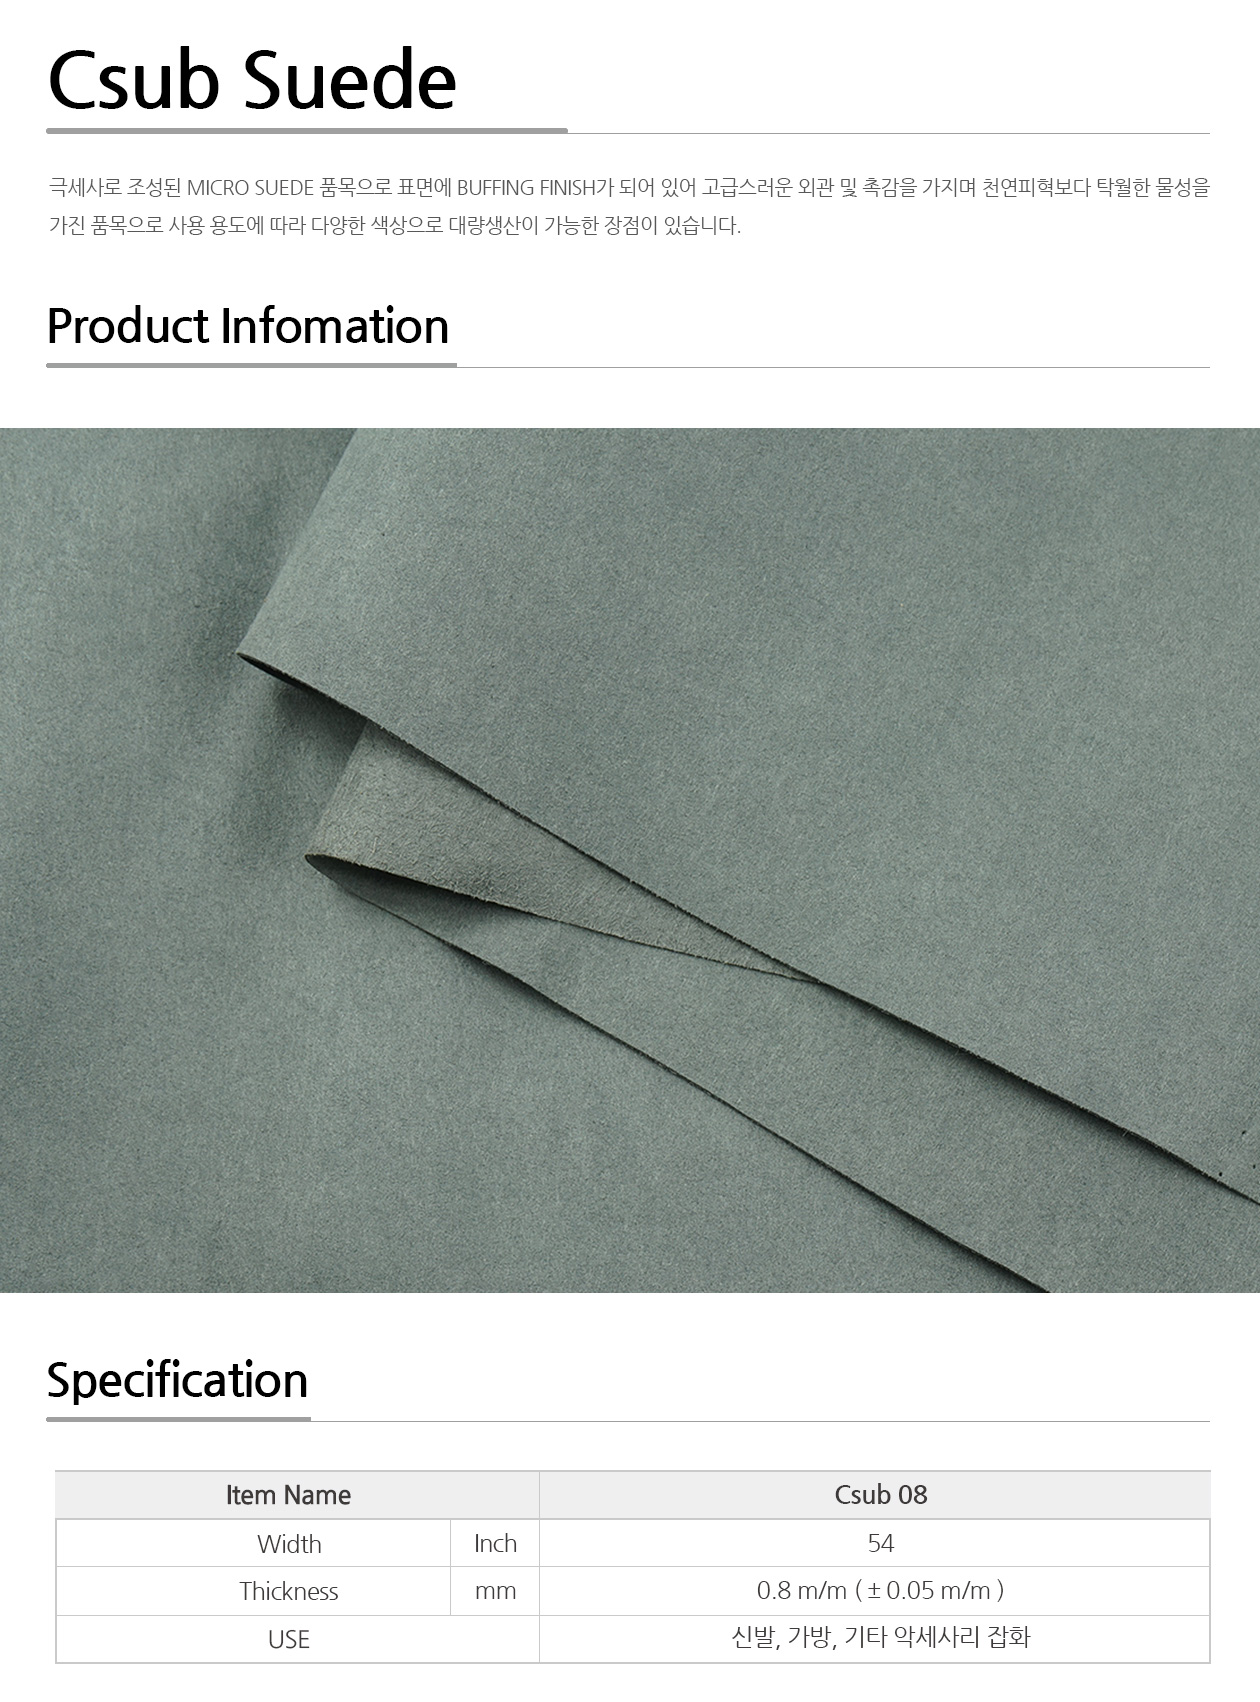 Csub Suede
극세사로 조성된 MICRO SUEDE 품목으로 표면에 BUFFING FINISH가 되어 있어 고급스러운 외관 및 촉감을 가지며 천연피혁보다 탁월한 물성을
가진 품목으로 사용 용도에 따라 다양한 색상으로 대량생산이 가능한 장점이 있습니다.
Product Infomation
Specification
Item Name Csub 08
Width Inch 54
Thickness mm 0.8 m/m ( ± 0.05 m/m )
USE 신발, 가방, 기타 악세사리 잡화